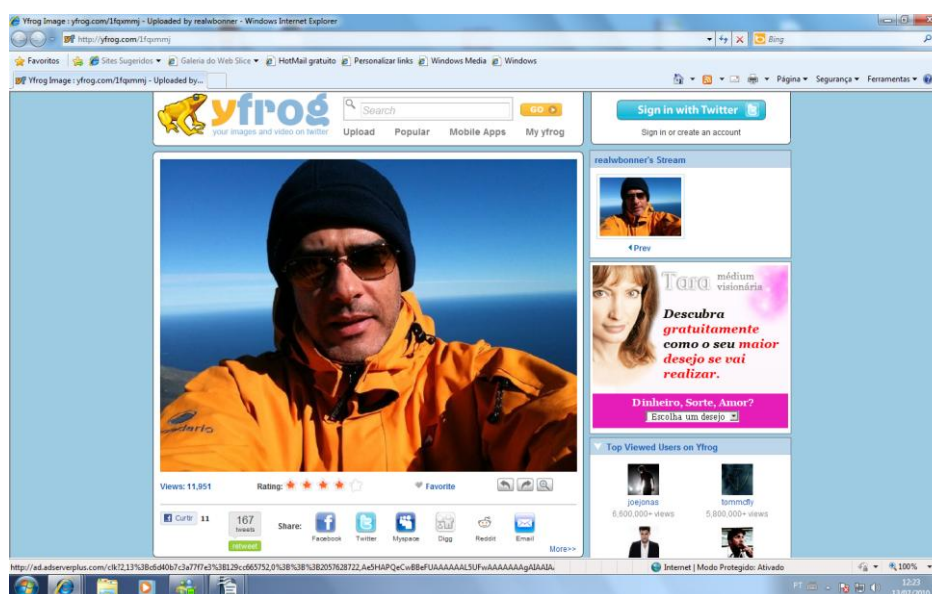 Yfrog Image : yfrog.com/1fqxmmj - Uploaded by realwbonner - Windows Internet Explorer
http://yfrog.com/1fqxmmj
Bing
Favoritos Sites Sugeridos Galeria do Web Slice HotMail gratuito Personalizar links Windows Media Windows
Yfrog Image : yfrog.com/1fqxmmj - Uploaded by...
Página Segurança Ferramentas
yfrog
your images and video on twitter
Search
GO
Upload Popular Mobile Apps My yfrog
Sign in with Twitter
Sign in or create an account
realwbonner's Stream
Prev
Tara médium
visionária
Descubra
gratuitamente
como o seu maior
desejo se vai
realizar.
Dinheiro, Sorte, Amor?
Escolha um desejo
Top Viewed Users on Yfrog
joejonas tommcfly
6,600,000+ views 5,800,000+ views
Views: 11,951 Rating: Favorite
Curtir 11
167
tweets
retweet
Share:
Facebook Twitter Myspace Digg Reddit Email
More>>
Internet | Modo Protegido: Ativado
100%
PT
12:23